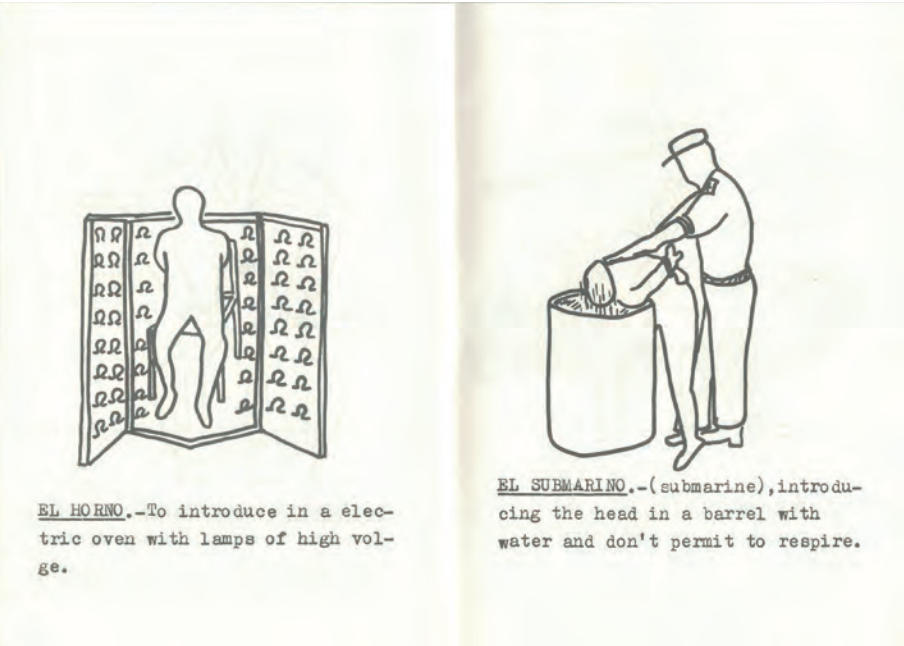 EL HORNO.-To introduce in a elec-
tric oven with lamps of high vol-
ge.
EL SUBMARINO.-(submarine),introdu-
cing the head in a barrel with
water and don't permit to respire.